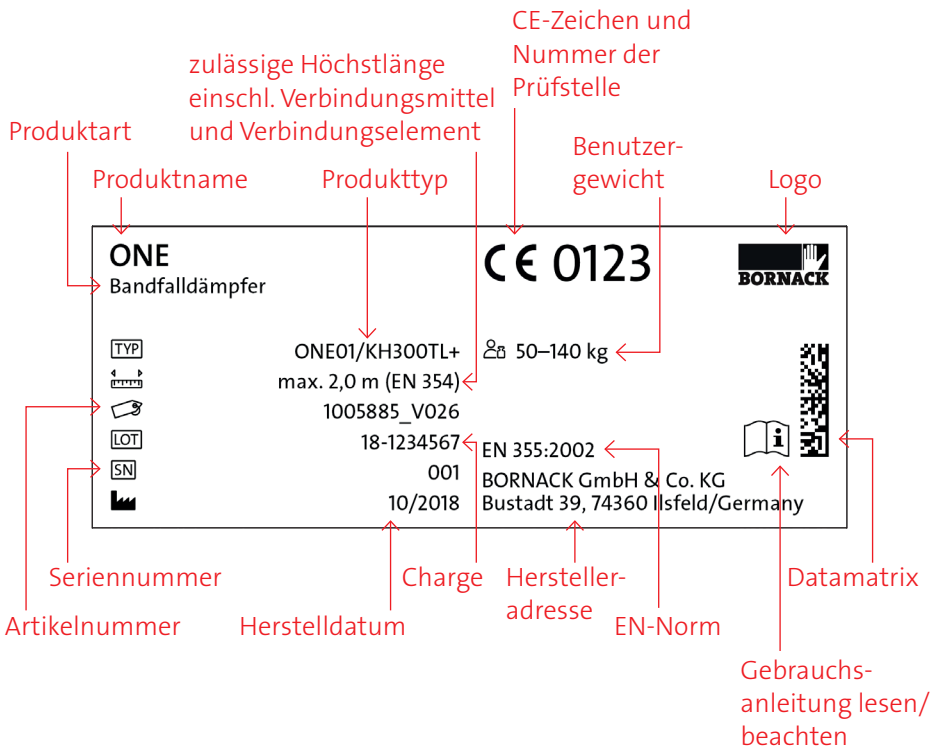 CE-Zeichen und
Nummer der
Prüfstelle
zulässige Höchstlänge
einschl. Verbindungsmittel
und Verbindungselement
Produktart
Benutzer-
gewicht
Produktname
Produkttyp
Logo
ONE
Bandfalldämpfer
CE 0123
BORNACK
TYP
ONE01/KH300TL+
50–140 kg
max. 2,0 m (EN 354)
1005885_V026
LOT
18-1234567
EN 355:2002
i
SN
001
BORNACK GmbH & Co. KG
10/2018
Bustadt 39, 74360 Ilsfeld/Germany
Seriennummer
Charge
Hersteller-
adresse
Datamatrix
Artikelnummer
Herstelldatum
EN-Norm
Gebrauchs-
anleitung lesen/
beachten